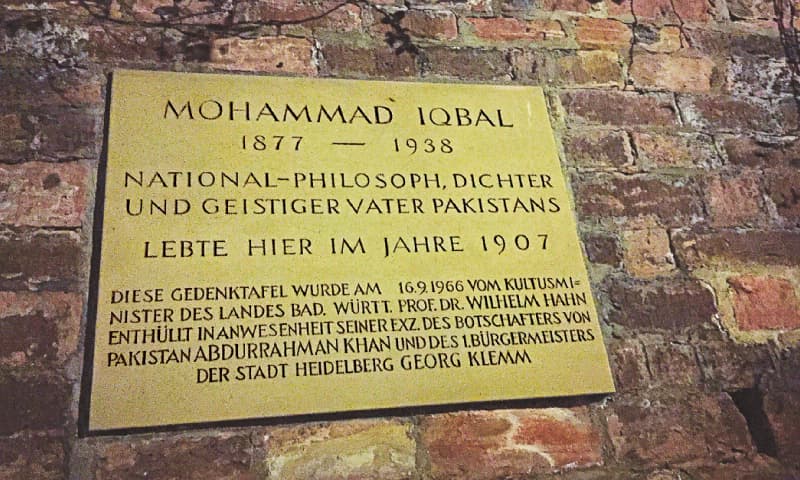 MOHAMMAD IQBAL
1877 — 1938
NATIONAL-PHILOSOPH, DICHTER
UND GEISTIGER VATER PAKISTANS
LEBTE HIER IM JAHRE 1907
DIESE GEDENKTAFEL WURDE AM 16.9.1966 VOM KULTUSMI=
NISTER DES LANDES BAD. WÜRTT. PROF. DR. WILHELM HAHN
ENTHÜLLT IN ANWESENHEIT SEINER EXZ. DES BOTSCHAFTERS VON
PAKISTAN ABDURRAHMAN KHAN UND DES 1. BÜRGERMEISTERS
DER STADT HEIDELBERG GEORG KLEMM